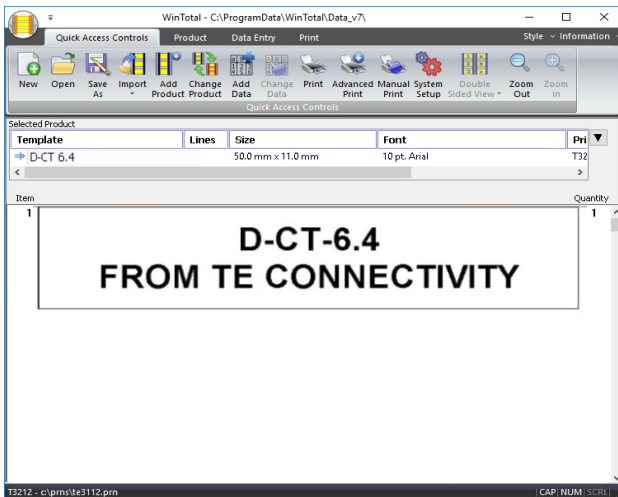 WinTotal - C:\ProgramData\WinTotal\Data_v7\
Quick Access Controls Product Data Entry Print Style Information
New Open Save As Import Add Product Change Product Add Data Change Data Print Advanced Print Manual Print System Setup Double Sided View Zoom Out Zoom In
Quick Access Controls
Selected Product
Template Lines Size Font Pri
D-CT 6.4 50.0 mm x 11.0 mm 10 pt. Arial T32
Item Quantity
1 D-CT-6.4 1
FROM TE CONNECTIVITY
T3212 - c:\prns\te3112.prn CAP NUM SCRL